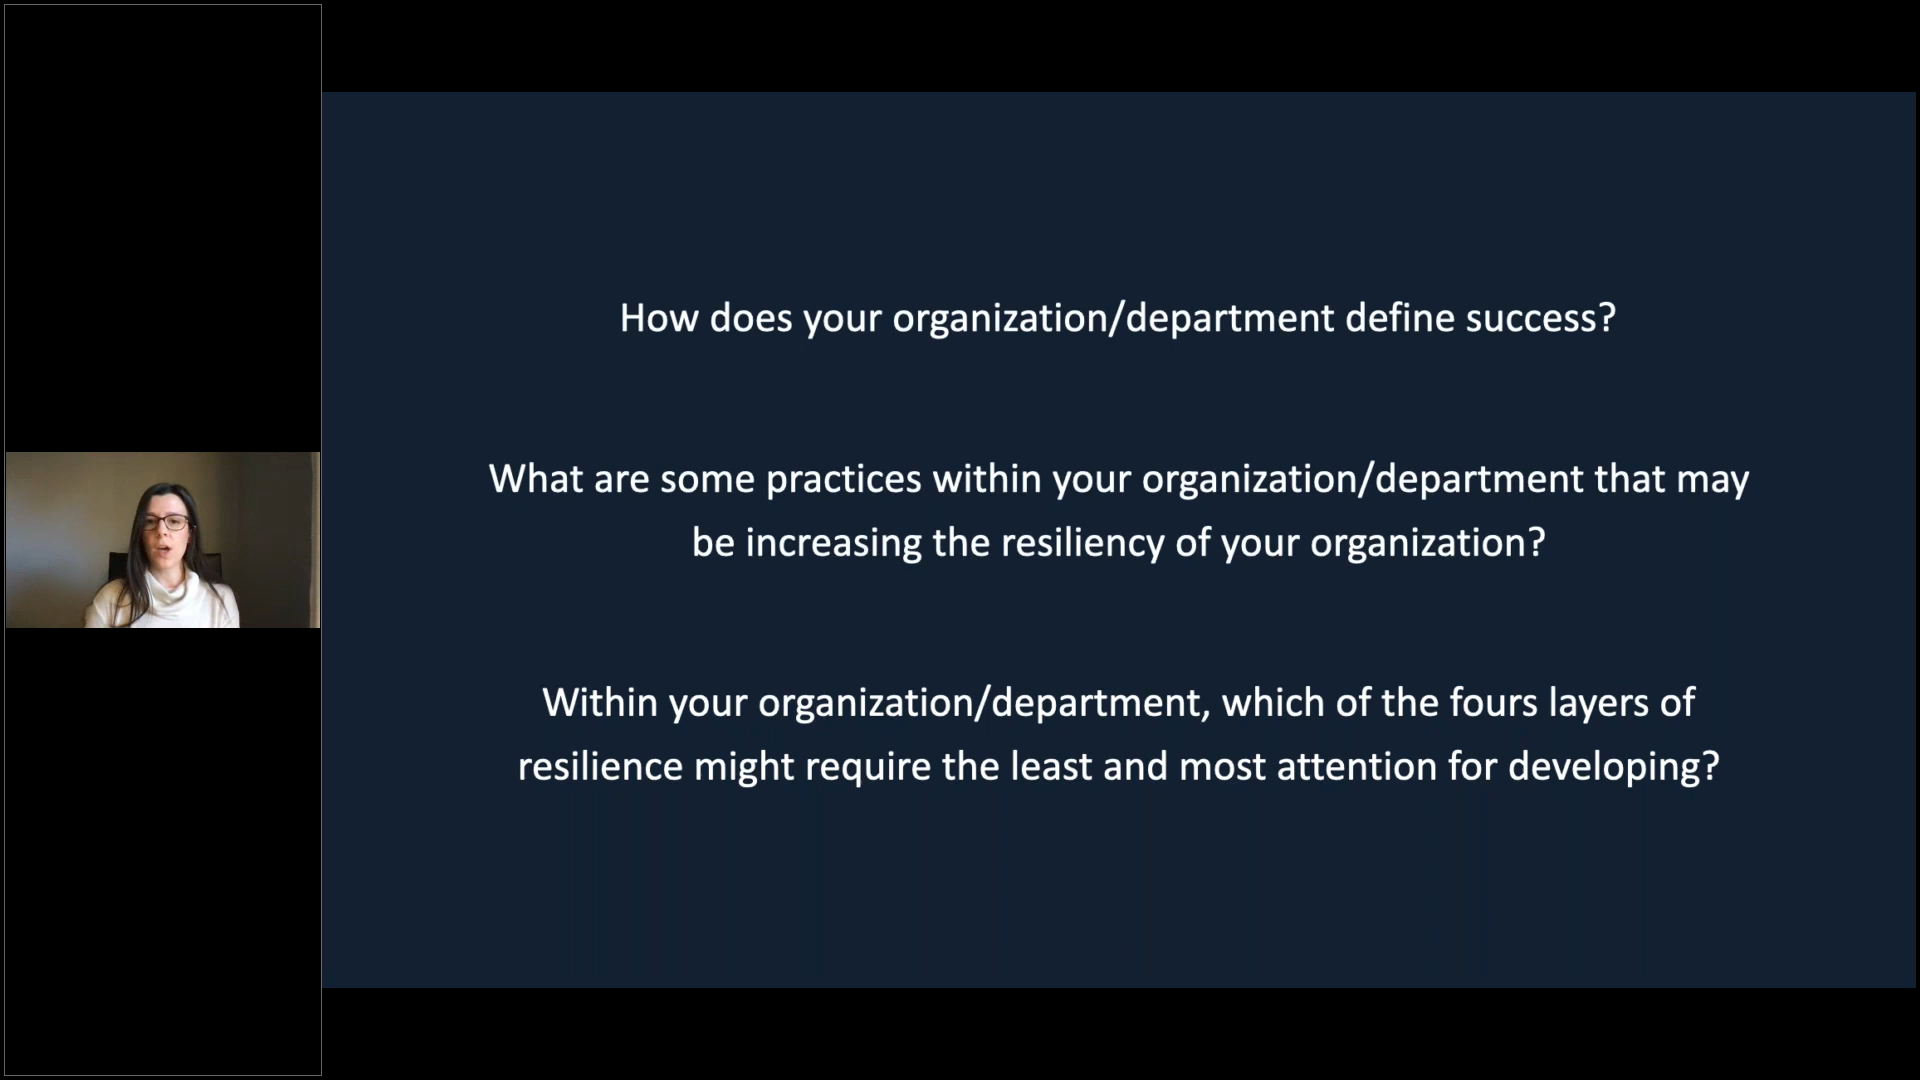 How does your organization/department define success?
What are some practices within your organization/department that may
be increasing the resiliency of your organization?
Within your organization/department, which of the fours layers of
resilience might require the least and most attention for developing?